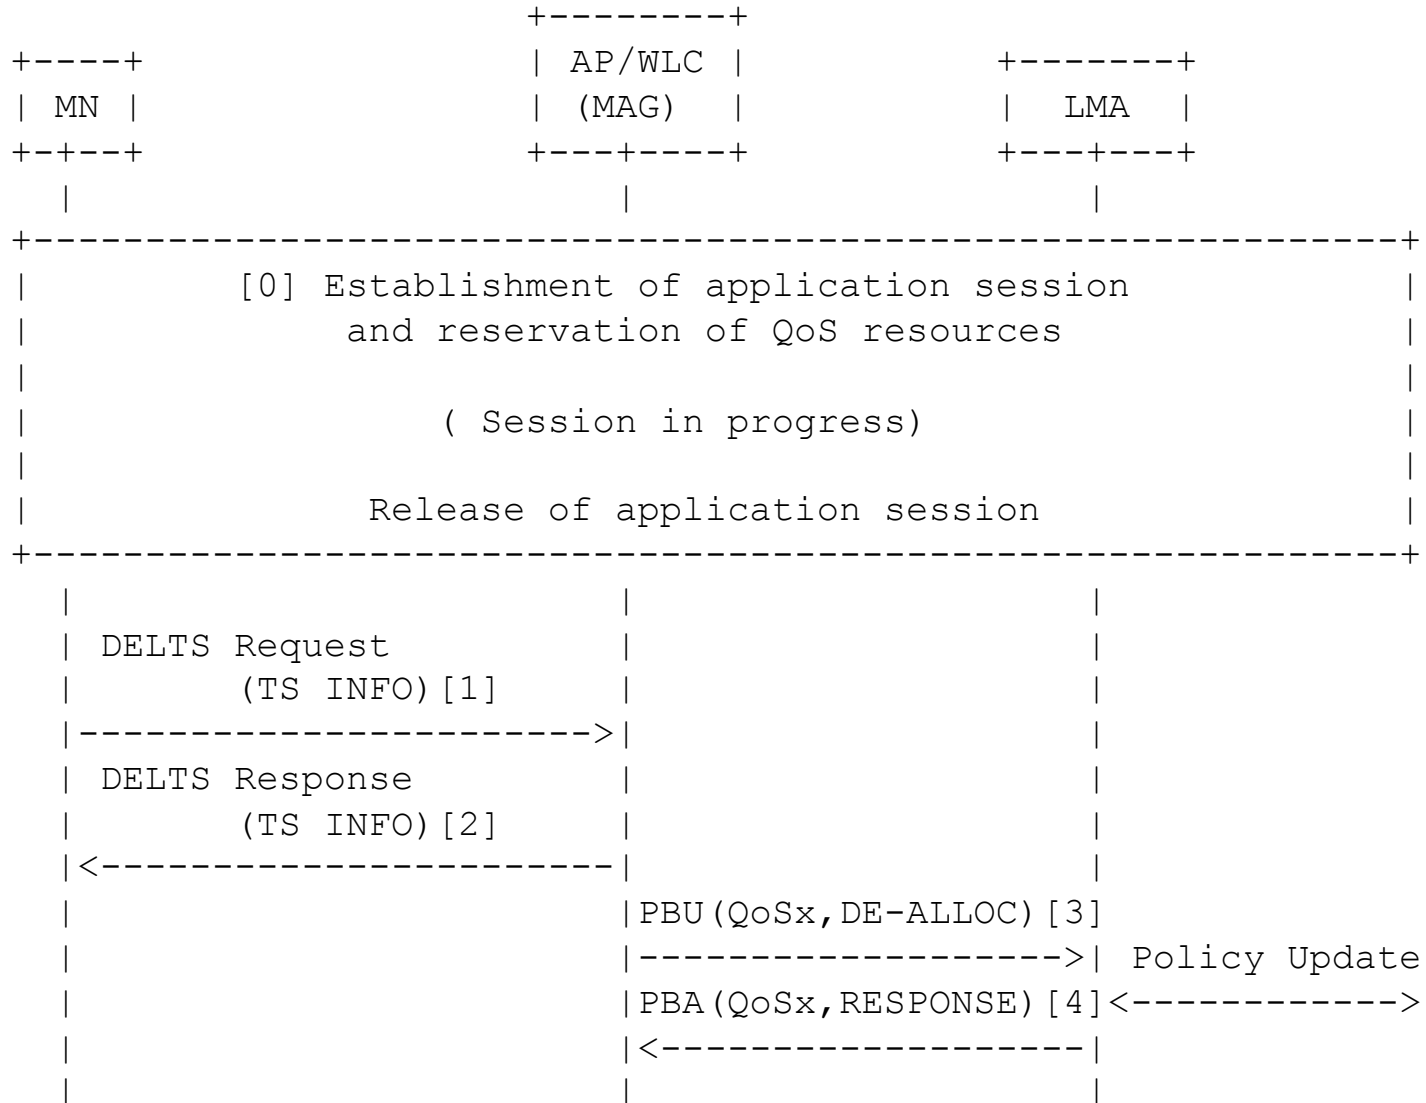 AP/WLC
MN (MAG) LMA
[0] Establishment of application session
and reservation of QoS resources
( Session in progress)
Release of application session
DELTS Request
(TS INFO)[1]
DELTS Response
(TS INFO)[2]
PBU(QoSx,DE-ALLOC)[3]
Policy Update
PBA(QoSx,RESPONSE)[4]